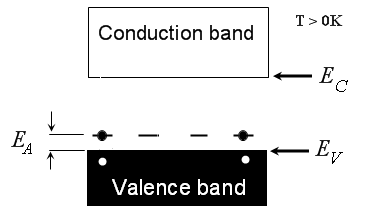 T > 0K
Conduction band
E_C
E_A
E_V
Valence band